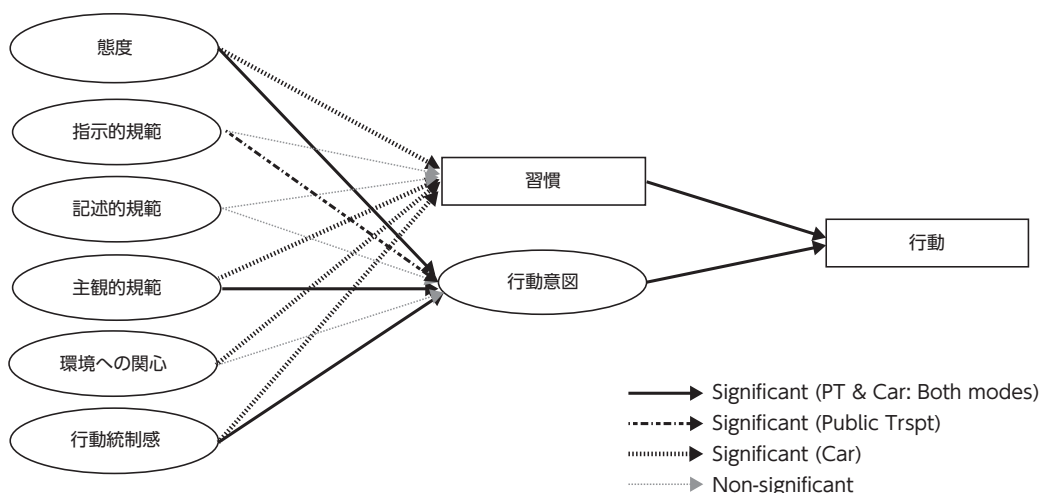 態度
指示的規範
記述的規範
主観的規範
環境への関心
行動統制感
習慣
行動意図
行動
Significant (PT & Car: Both modes)
Significant (Public Trspt)
Significant (Car)
Non-significant